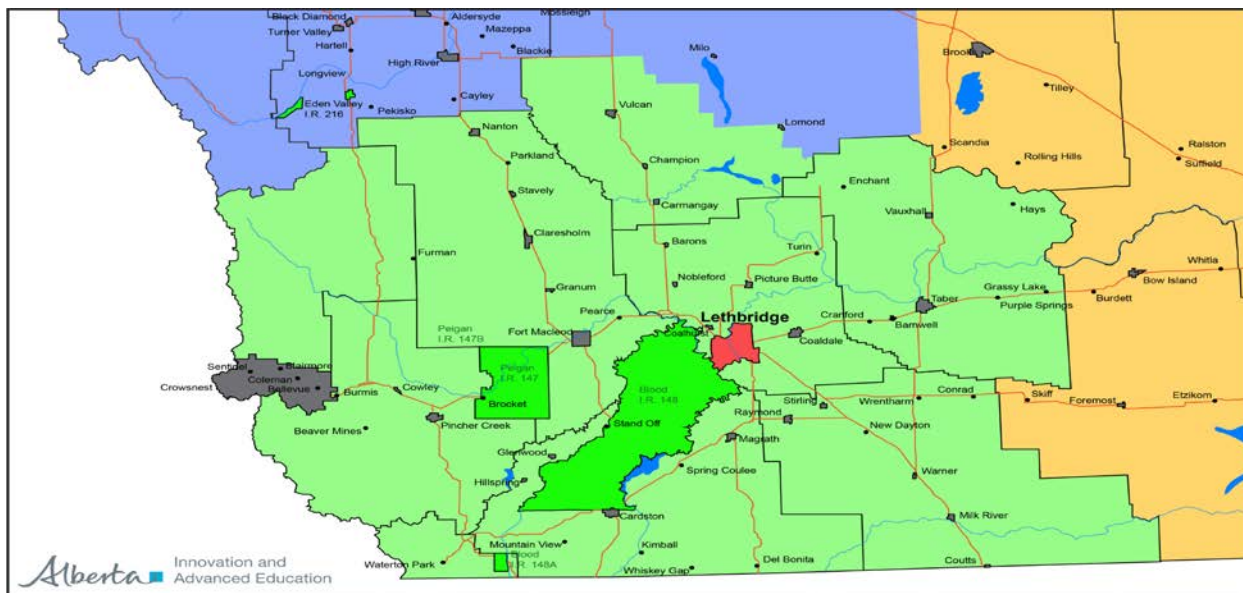 Black Diamond
Aldersyde
Mossleigh
Turner Valley
Mazeppa
Hartell
Blackie
High River
Milo
Brook
Longview
Tilley
Eden Valley
I.R. 216
Pekisko
Cayley
Vulcan
Lomond
Nanton
Scandia
Ralston
Parkland
Champion
Rolling Hills
Suffield
Stavely
Enchant
Carmangay
Vauxhall
Hays
Claresholm
Barons
Turin
Furman
Whitla
Nobleford
Picture Butte
Bow Island
Granum
Grassy Lake
Taber
Purple Springs
Burdett
Pearce
Lethbridge
Cranford
Barnwell
Peigan
I.R. 147B
Fort Macleod
Coalhurst
Coaldale
Sentinel
Blairmore
Peigan
I.R. 147
Crowsnest
Coleman
Bellevue
Burmis
Cowley
Blood
I.R. 148
Conrad
Brocket
Stirling
Wrentham
Skiff
Foremost
Etzikom
Pincher Creek
Raymond
Beaver Mines
Stand Off
New Dayton
Magrath
Glenwood
Spring Coulee
Warner
Hillspring
Cardston
Milk River
Mountain View
Kimball
Waterton Park
Blood
I.R. 148A
Whiskey Gap
Del Bonita
Coutts
Alberta
Innovation and
Advanced Education